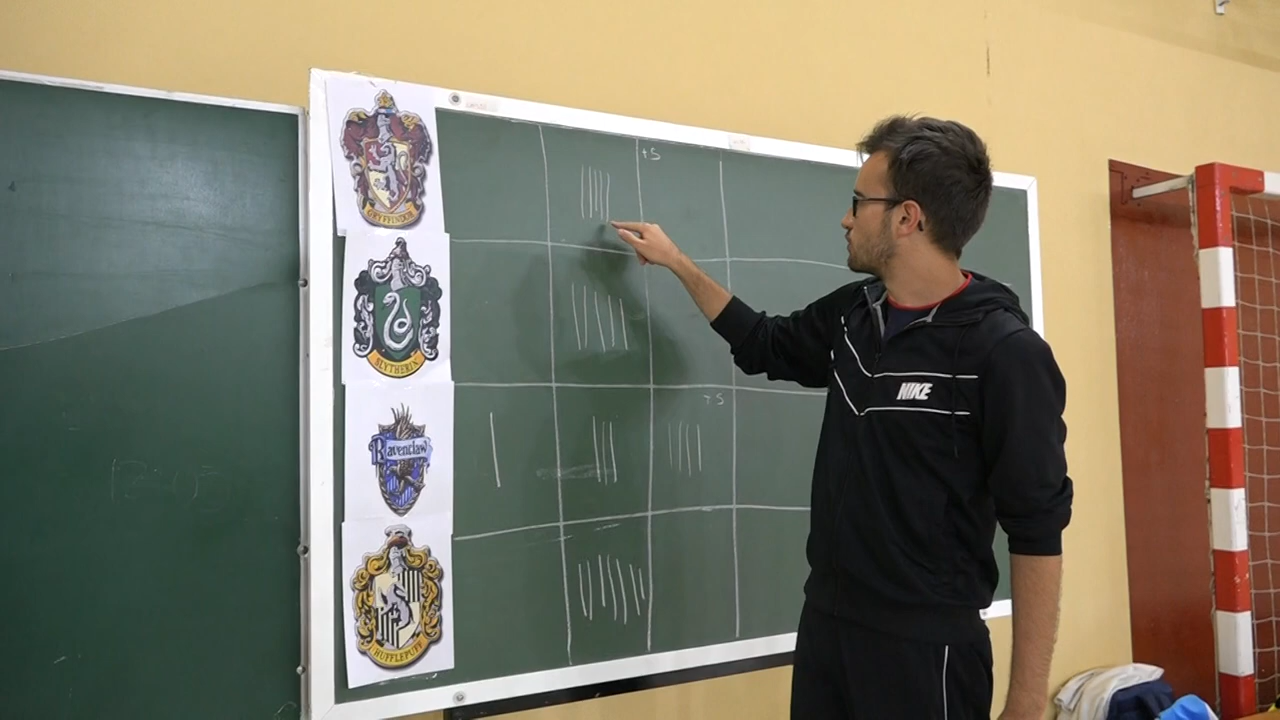 GRYFFINDOR
+5
SLYTHERIN
NIKE
Ravenclaw
+5
HUFFLEPUFF